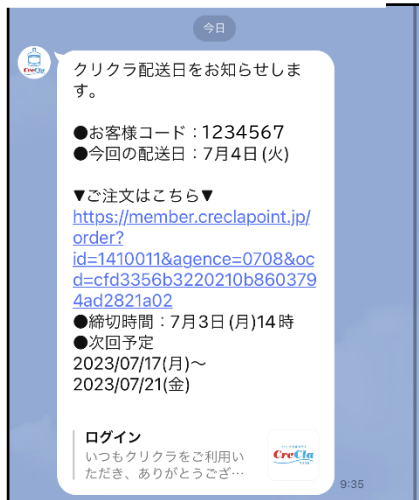 今日
クリクラ配送日をお知らせしま
す。
●お客様コード：1234567
●今回の配送日：7月4日(火)
▼ご注文はこちら▼
https://member.creclapoint.jp/
order?
id=1410011&agence=0708&oc
d=cfd3356b3220210b860379
4ad2821a02
●締切時間：7月3日(月)14時
●次回予定
2023/07/17(月)～
2023/07/21(金)
ログイン
いつもクリクラをご利用い
ただき、ありがとうござ…
CreCla
CreCla
9:35